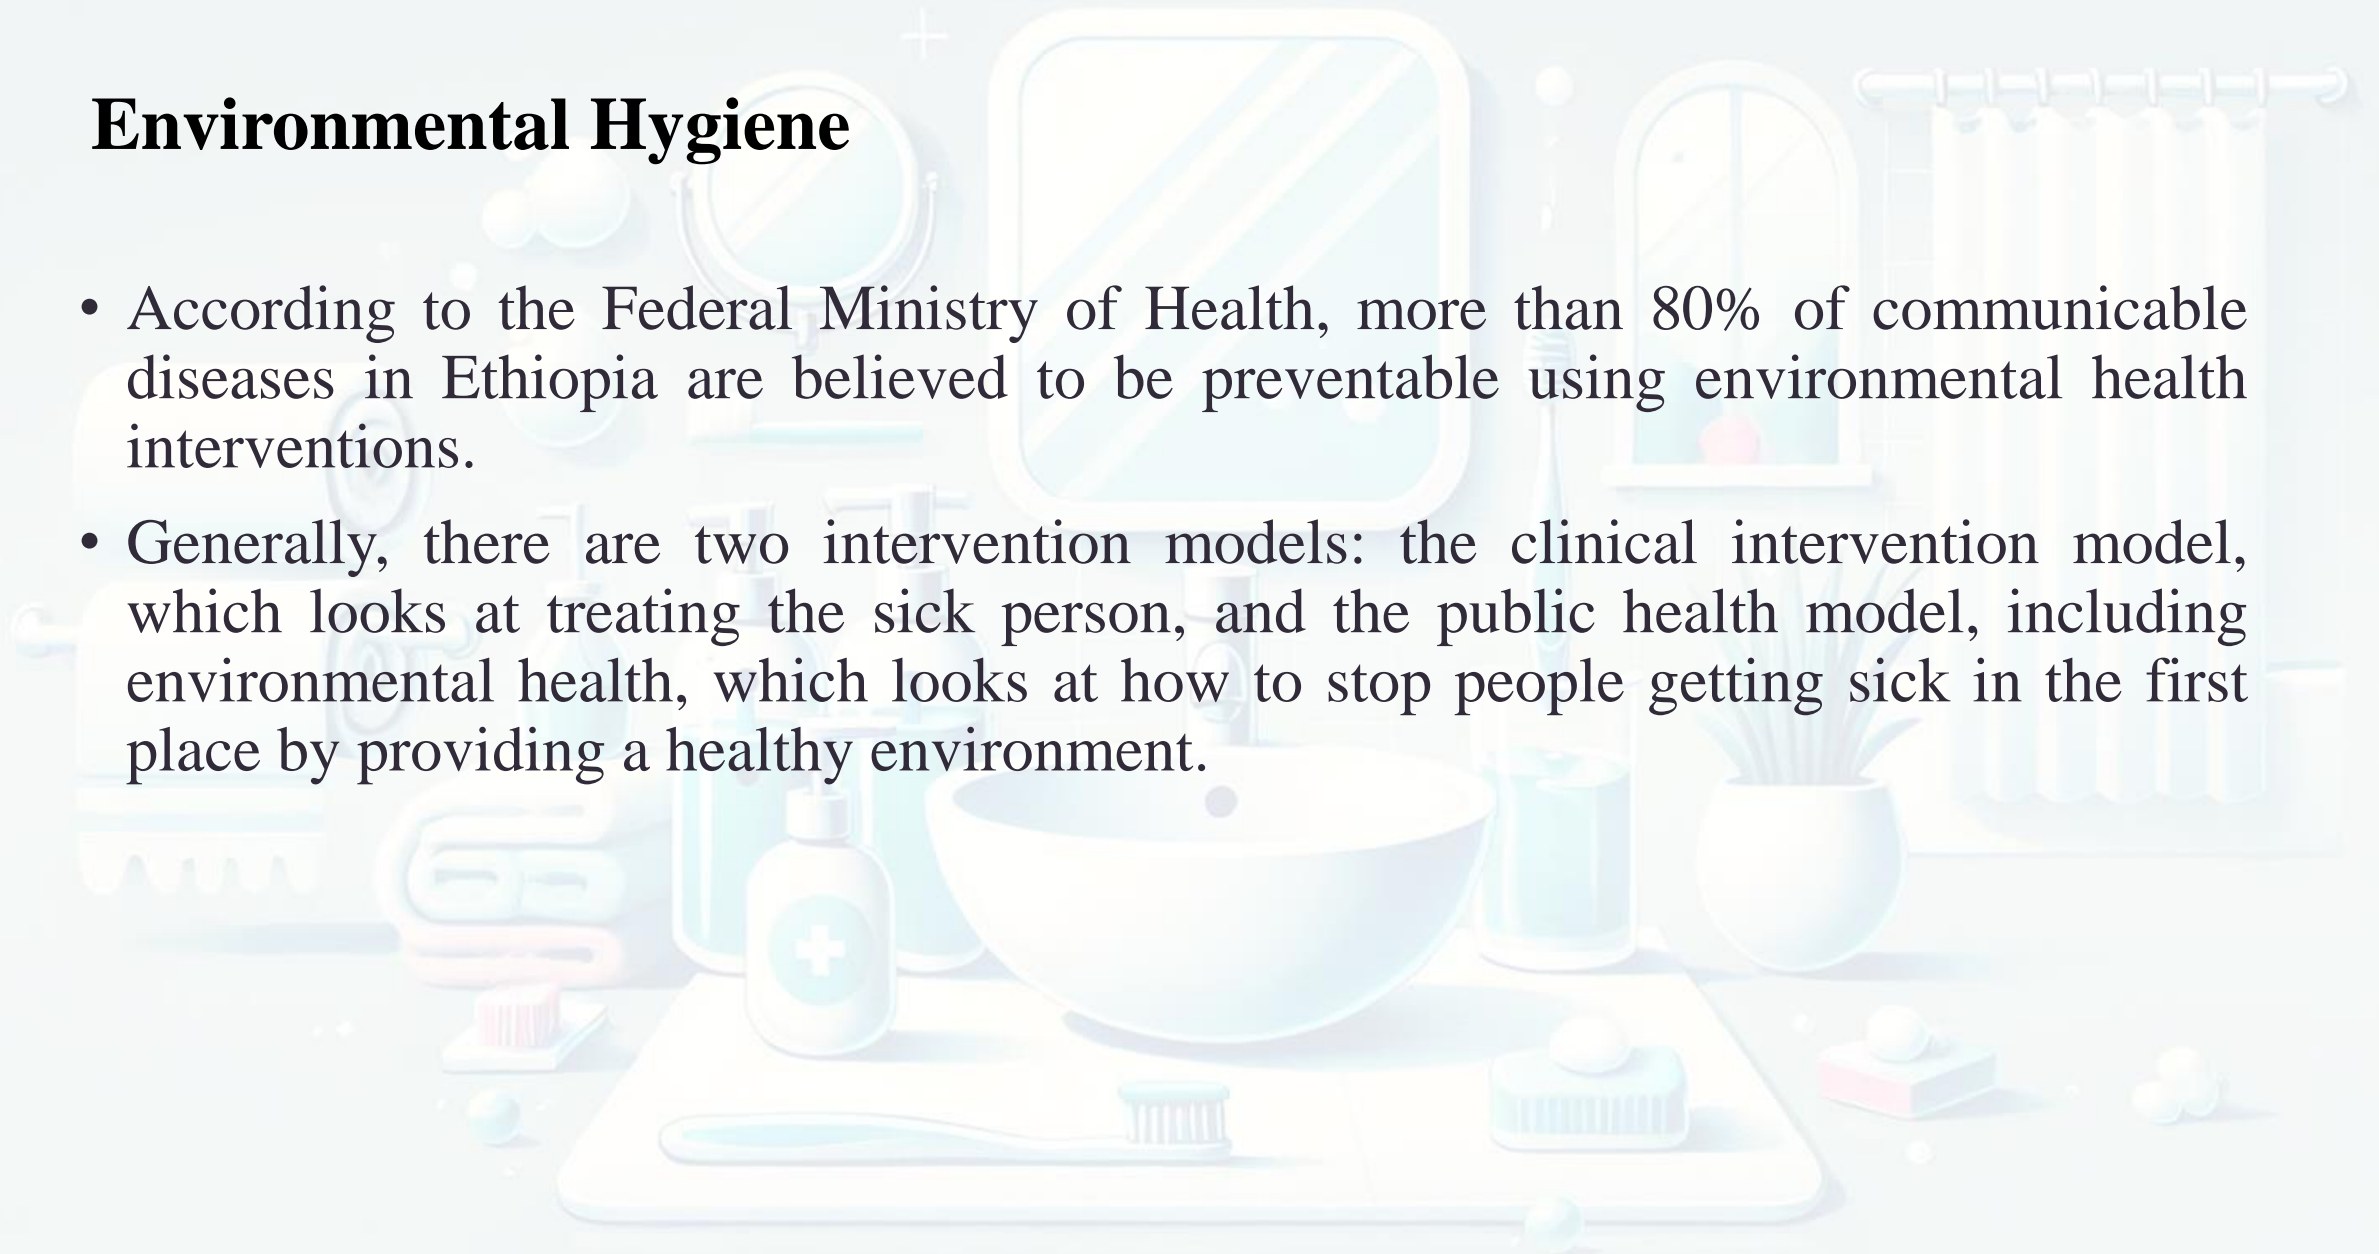 Environmental Hygiene
• According to the Federal Ministry of Health, more than 80% of communicable
diseases in Ethiopia are believed to be preventable using environmental health
interventions.
• Generally, there are two intervention models: the clinical intervention model,
which looks at treating the sick person, and the public health model, including
environmental health, which looks at how to stop people getting sick in the first
place by providing a healthy environment.